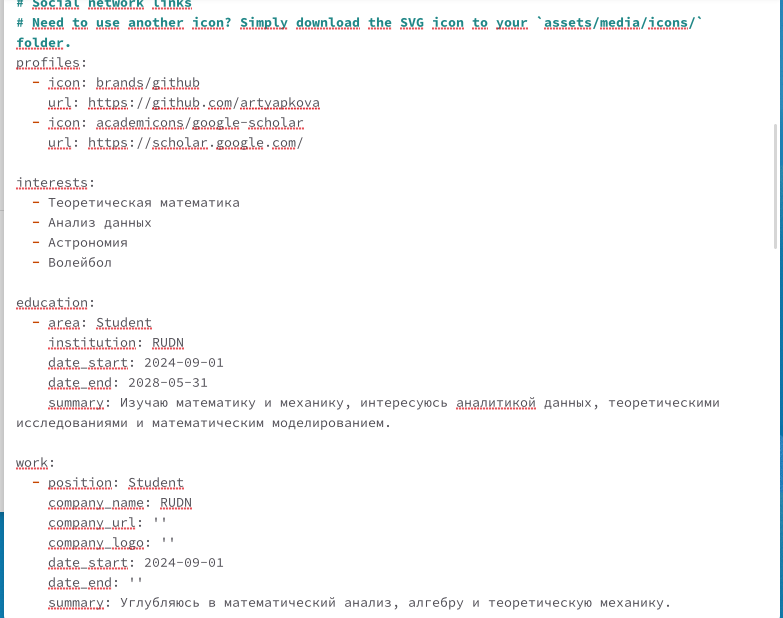 # Social network links
# Need to use another icon? Simply download the SVG icon to your `assets/media/icons/`
folder.
profiles:
  - icon: brands/github
    url: https://github.com/artyapkova
  - icon: academicons/google-scholar
    url: https://scholar.google.com/

interests:
  - Теоретическая математика
  - Анализ данных
  - Астрономия
  - Волейбол

education:
  - area: Student
    institution: RUDN
    date_start: 2024-09-01
    date_end: 2028-05-31
    summary: Изучаю математику и механику, интересуюсь аналитикой данных, теоретическими
исследованиями и математическим моделированием.

work:
  - position: Student
    company_name: RUDN
    company_url: ''
    company_logo: ''
    date_start: 2024-09-01
    date_end: ''
    summary: Углубляюсь в математический анализ, алгебру и теоретическую механику.